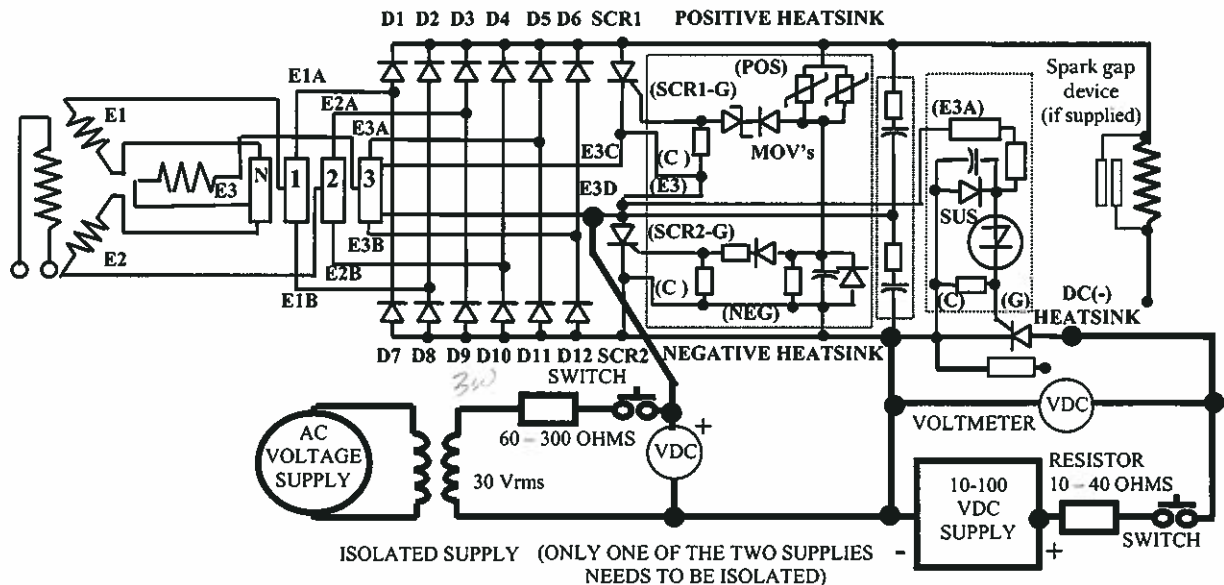 D1 D2 D3 D4 D5 D6 SCR1 POSITIVE HEATSINK
E1A
E2A
E3A
E1
E3
E2
N
1
2
3
E3B
E2B
E1B
E3C
E3D
(SCR1-G)
(POS)
MOV's
(C)
(E3)
(SCR2-G)
(C)
(NEG)
(E3A)
SUS
(C)
(G)
Spark gap
device
(if supplied)
DC(-)
HEATSINK
D7 D8 D9 D10 D11 D12 SCR2 NEGATIVE HEATSINK
300
SWITCH
60 – 300 OHMS
AC
VOLTAGE
SUPPLY
30 Vrms
+
VDC
VOLTMETER
VDC
10-100
VDC
SUPPLY
-
+
RESISTOR
10 – 40 OHMS
SWITCH
ISOLATED SUPPLY (ONLY ONE OF THE TWO SUPPLIES
NEEDS TO BE ISOLATED)